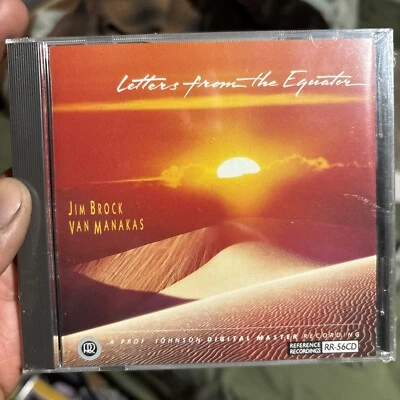 Letters from the Equator
JIM BROCK
VAN MANAKAS
A PROF. JOHNSON DIGITAL MASTER RECORDING
REFERENCE
RECORDINGS
RR-56CD